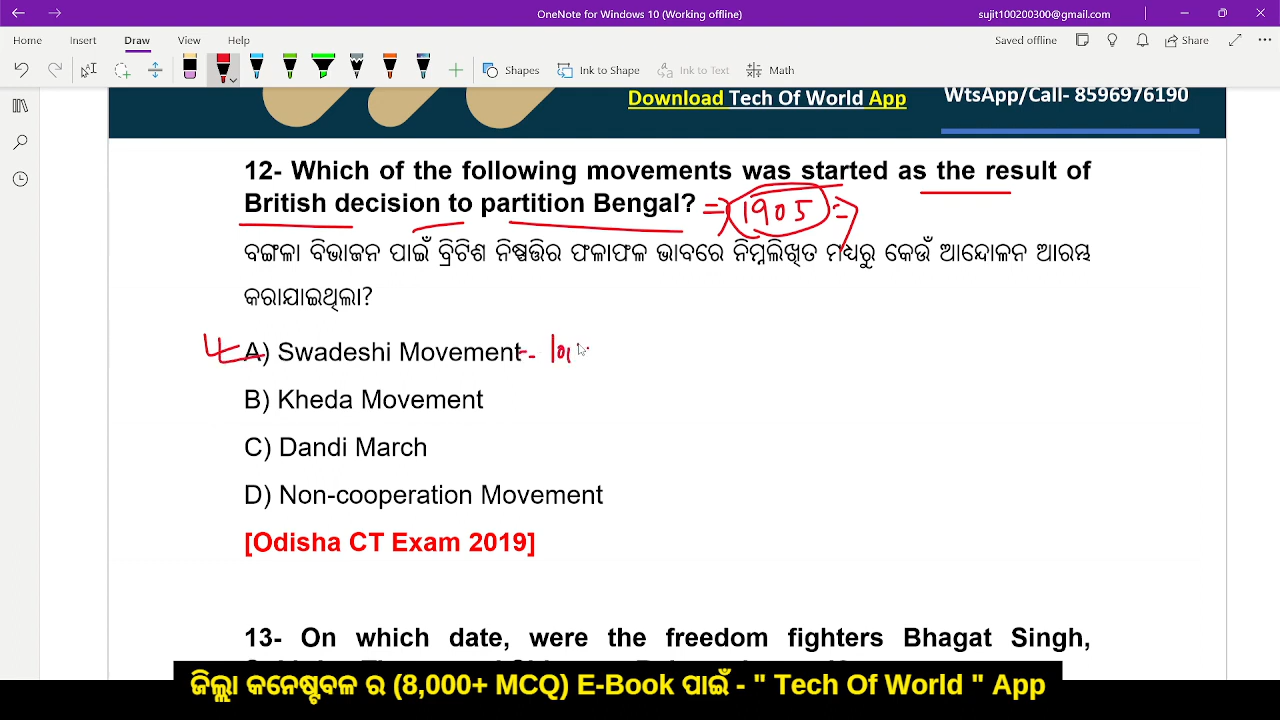 OneNote for Windows 10 (Working offline)
sujit100200300@gmail.com
Home Insert Draw View Help
Saved offline
Share
Shapes
Ink to Shape
Ink to Text
Math
Download Tech Of World App
WtsApp/Call- 8596976190
12- Which of the following movements was started as the result of
British decision to partition Bengal? => 1905 =>
ବଙ୍ଗଳା ବିଭାଜନ ପାଇଁ ବ୍ରିଟିଶ ନିଷ୍ପତ୍ତିର ଫଳାଫଳ ଭାବରେ ନିମ୍ନଲିଖିତ ମଧ୍ୟରୁ କେଉଁ ଆନ୍ଦୋଳନ ଆରମ୍ଭ
କରାଯାଇଥିଲା?
A) Swadeshi Movement
B) Kheda Movement
C) Dandi March
D) Non-cooperation Movement
[Odisha CT Exam 2019]
13- On which date, were the freedom fighters Bhagat Singh,
ଜିଲ୍ଲା କନେଷ୍ଟବଳ ର (8,000+ MCQ) E-Book ପାଇଁ - " Tech Of World " App